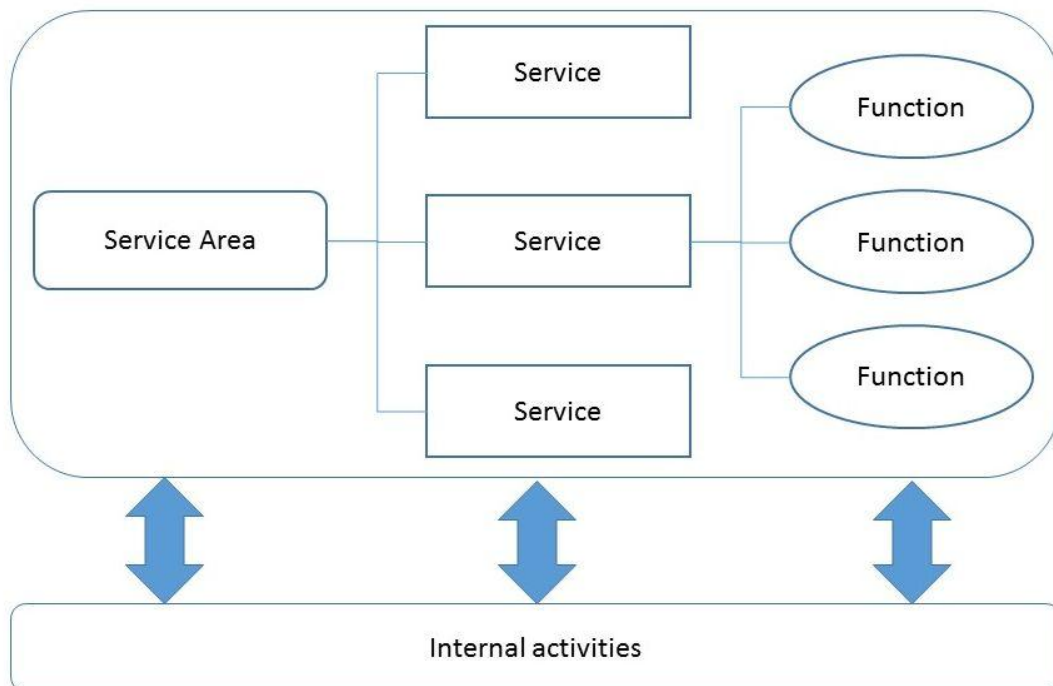 Service
Function
Service Area
Service
Function
Service
Function
Internal activities